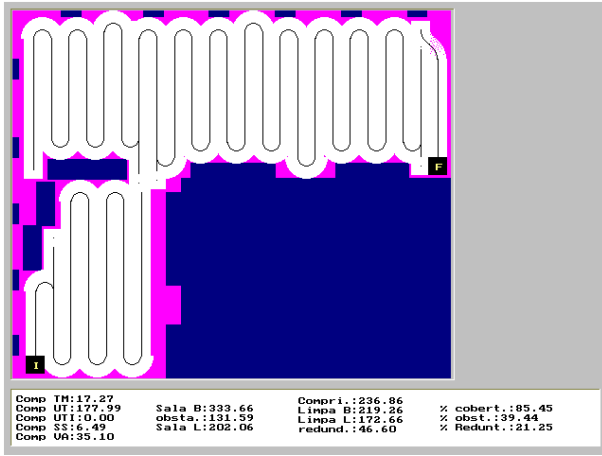 F
I
Comp TM:17.27
Comp UT:177.99
Comp UTI:0.00
Comp SS:6.49
Comp VA:35.10
Sala B:333.66
obsta.:131.59
Sala L:202.06
Compri.:236.86
Limpa B:219.26
Limpa L:172.66
redund.:46.60
% cobert.:85.45
% obst.:39.44
% Redunt.:21.25